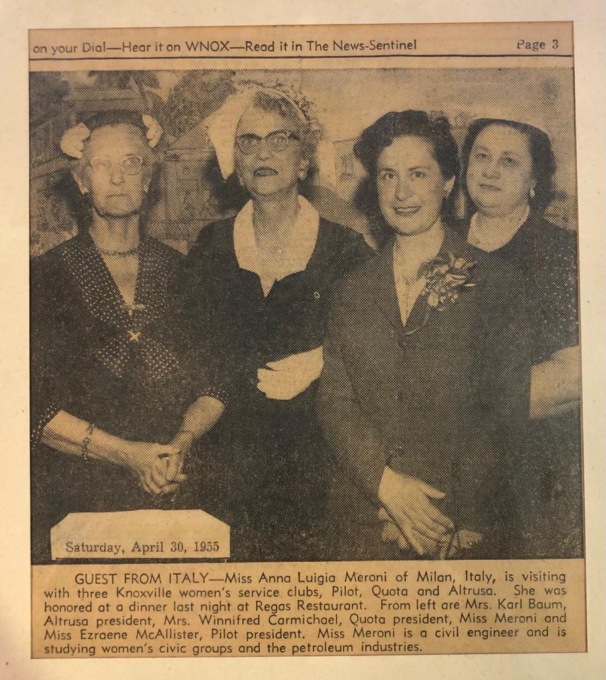 on your Dial—Hear it on WNOX—Read it in The News-Sentinel Page 3
Saturday, April 30, 1955
GUEST FROM ITALY—Miss Anna Luigia Meroni of Milan, Italy, is visiting
with three Knoxville women's service clubs, Pilot, Quota and Altrusa. She was
honored at a dinner last night at Regas Restaurant. From left are Mrs. Karl Baum,
Altrusa president, Mrs. Winnifred Carmichael, Quota president, Miss Meroni and
Miss Ezraene McAllister, Pilot president. Miss Meroni is a civil engineer and is
studying women's civic groups and the petroleum industries.